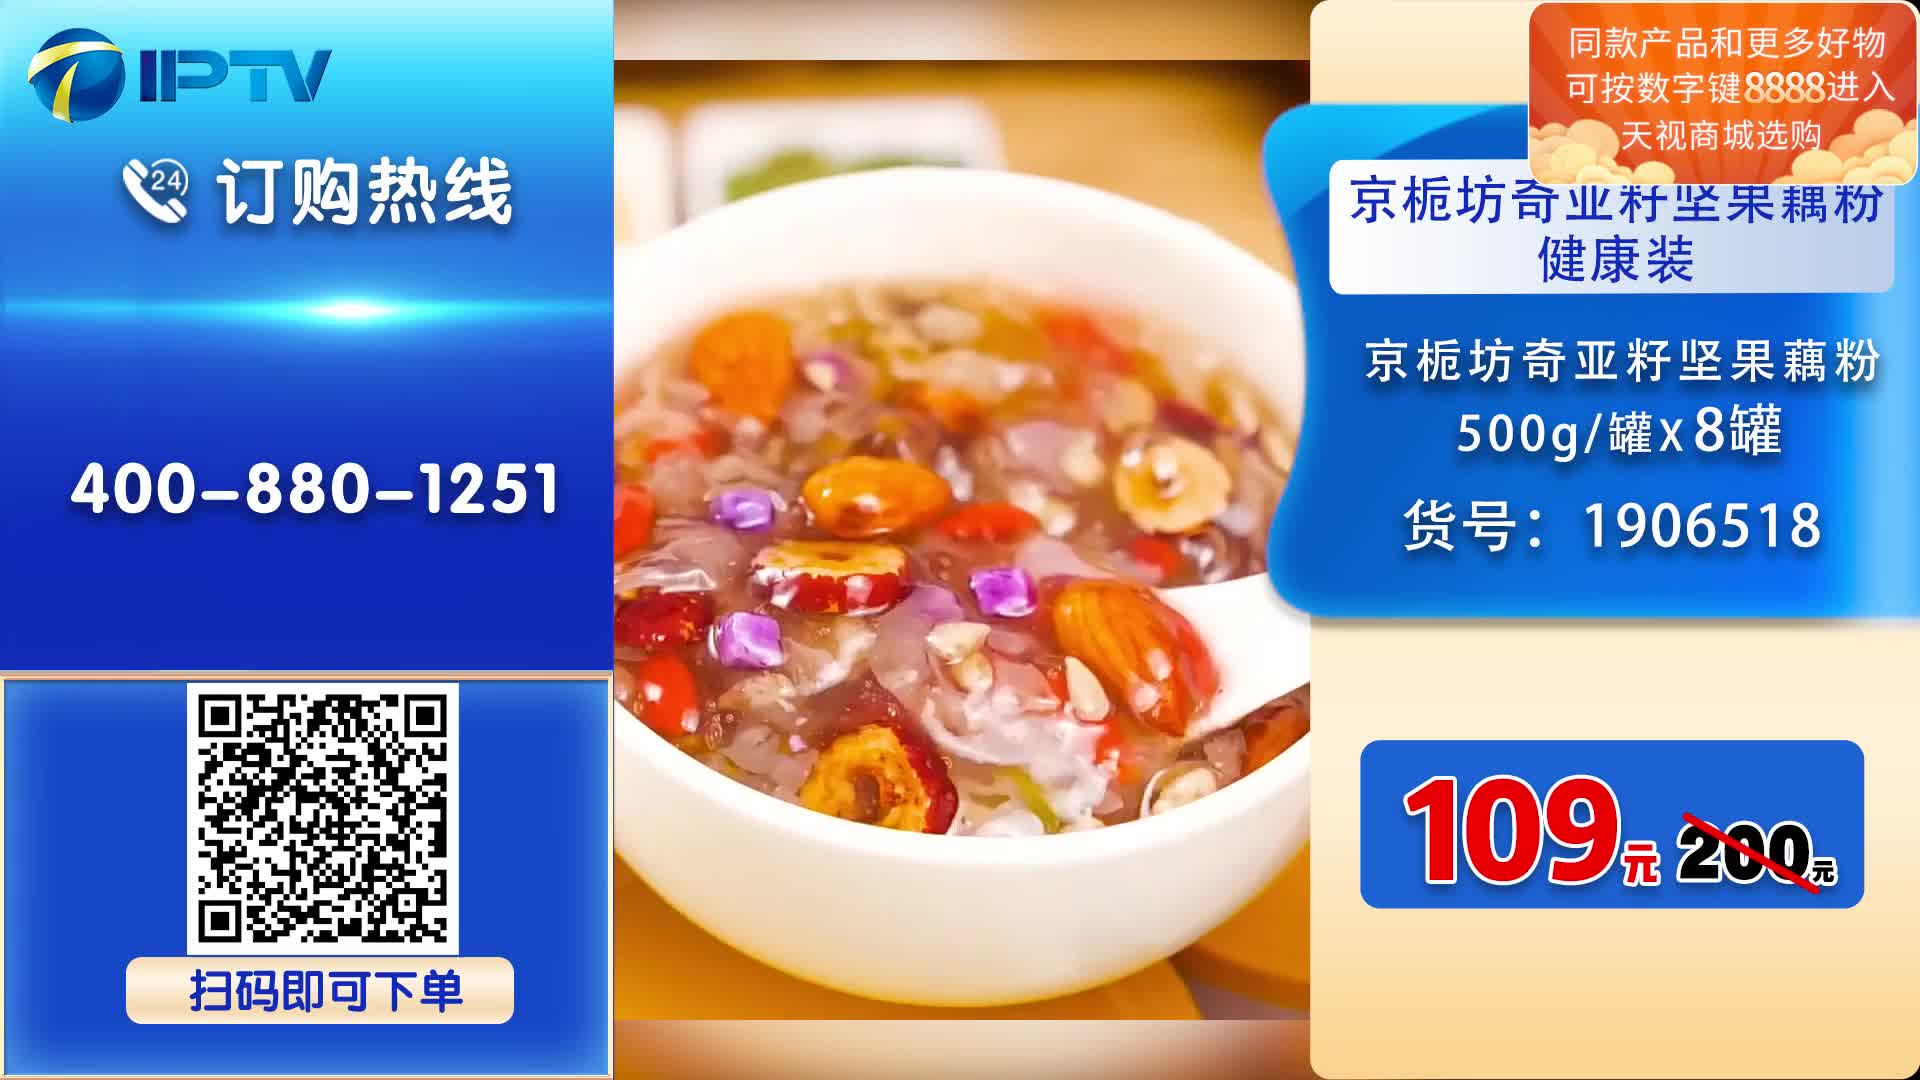 IPTV
24
订购热线
400-880-1251
扫码即可下单
同款产品和更多好物
可按数字键8888进入
天视商城选购
京栀坊奇亚籽坚果藕粉
健康装
京栀坊奇亚籽坚果藕粉
500g/罐x8罐
货号：1906518
109元 200元